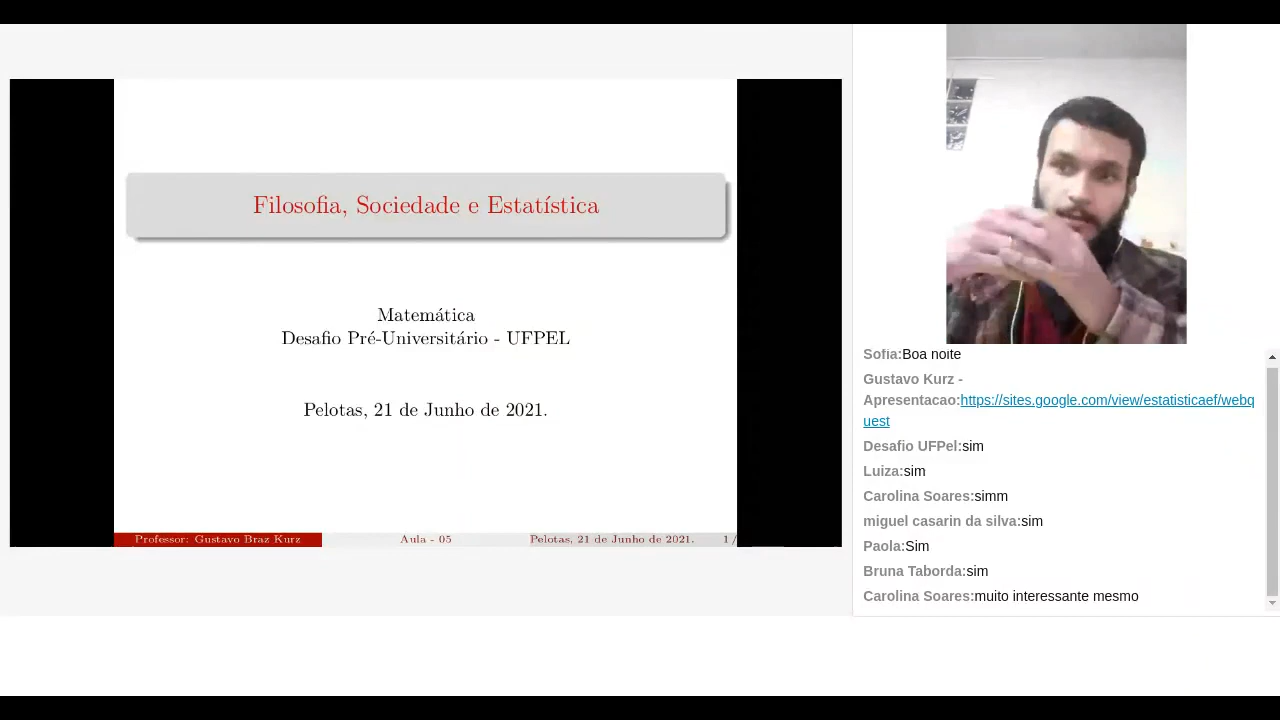 Filosofia, Sociedade e Estatística
Matemática
Desafio Pré-Universitário - UFPEL
Pelotas, 21 de Junho de 2021.
Professor: Gustavo Braz Kurz
Aula - 05
Pelotas, 21 de Junho de 2021.
1 /
Sofia:Boa noite
Gustavo Kurz -
Apresentacao:https://sites.google.com/view/estatisticaef/webq
uest
Desafio UFPel:sim
Luiza:sim
Carolina Soares:simm
miguel casarin da silva:sim
Paola:Sim
Bruna Taborda:sim
Carolina Soares:muito interessante mesmo